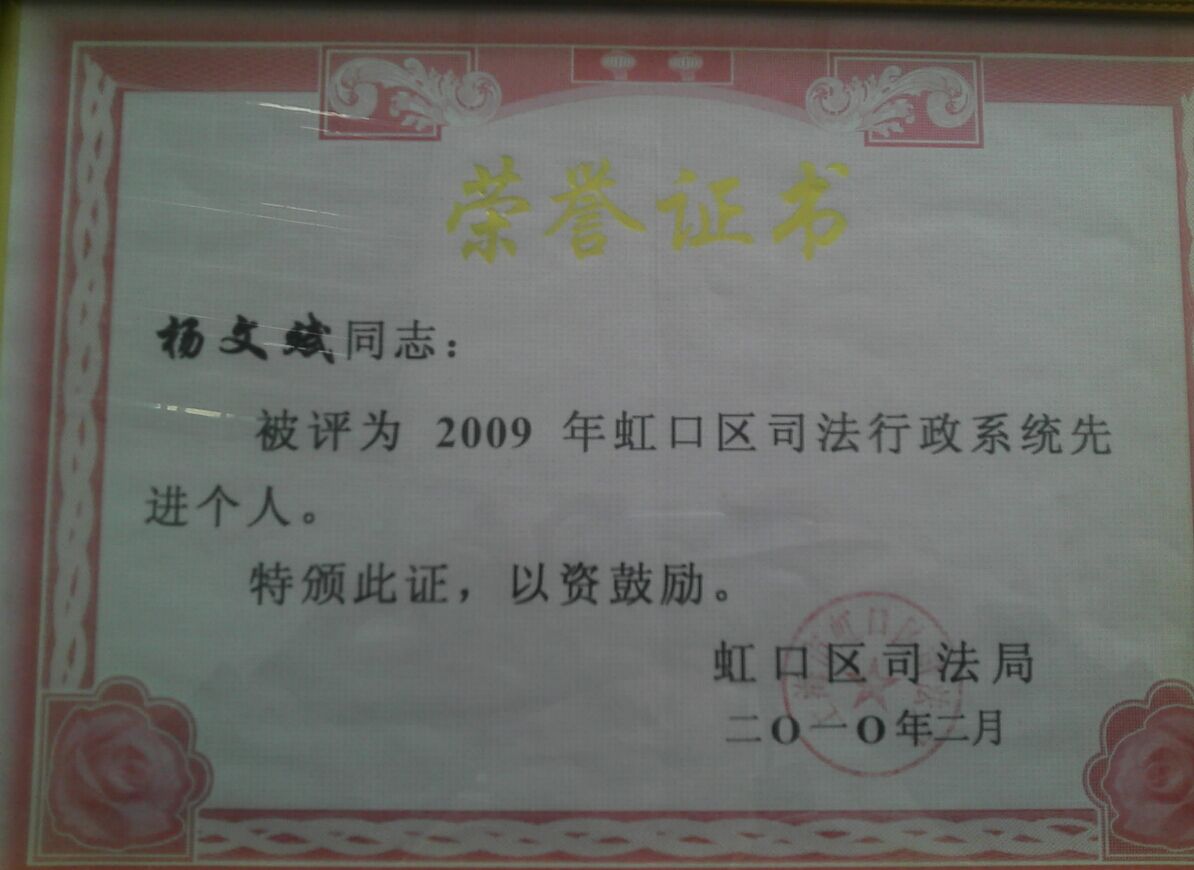 荣誉证书
杨文斌同志：
被评为 2009 年虹口区司法行政系统先
进个人。
特颁此证，以资鼓励。
虹口区司法局
二〇一〇年二月